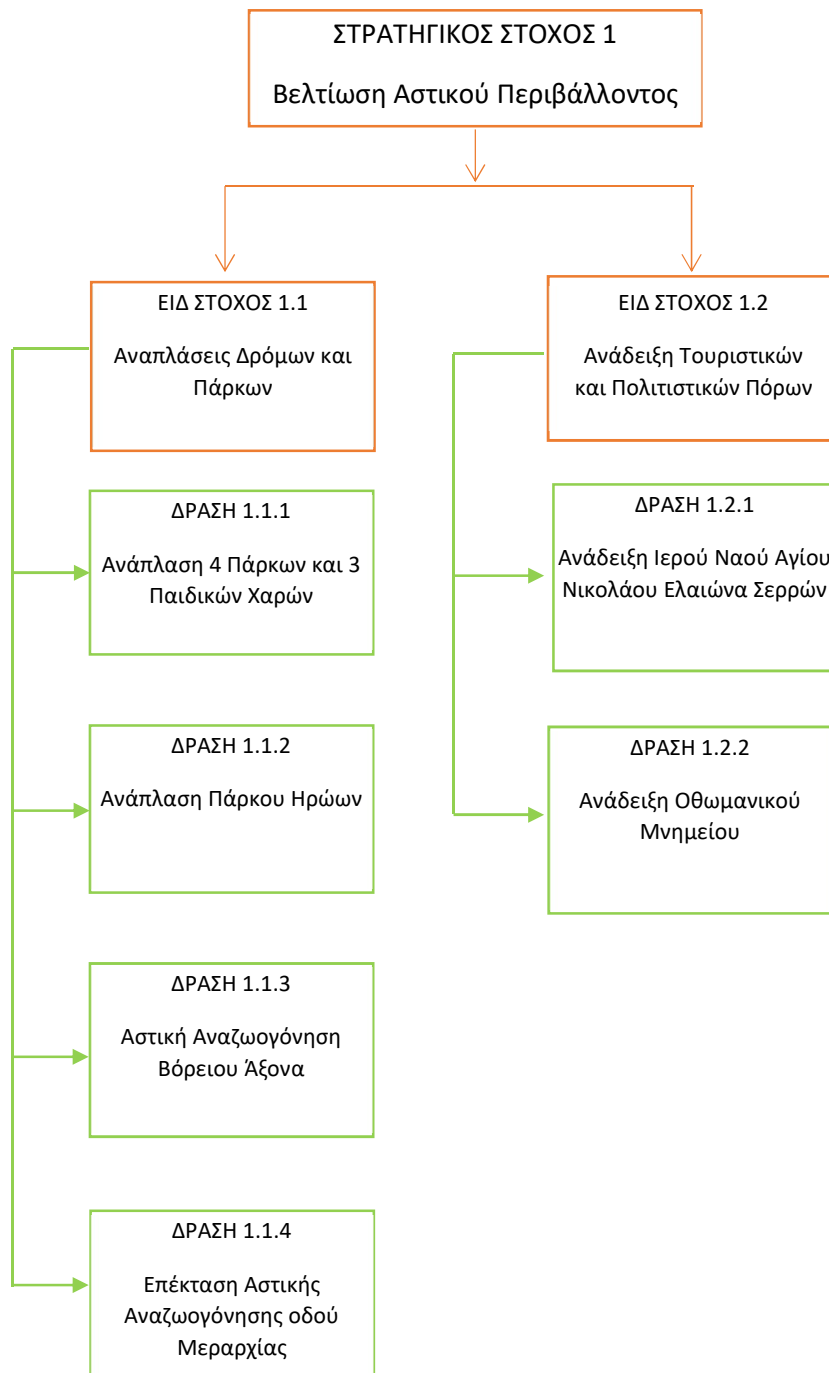 ΣΤΡΑΤΗΓΙΚΟΣ ΣΤΟΧΟΣ 1
Βελτίωση Αστικού Περιβάλλοντος
ΕΙΔ ΣΤΟΧΟΣ 1.1
Αναπλάσεις Δρόμων και
Πάρκων
ΔΡΑΣΗ 1.1.1
Ανάπλαση 4 Πάρκων και 3
Παιδικών Χαρών
ΔΡΑΣΗ 1.1.2
Ανάπλαση Πάρκου Ηρώων
ΔΡΑΣΗ 1.1.3
Αστική Αναζωογόνηση
Βόρειου Άξονα
ΔΡΑΣΗ 1.1.4
Επέκταση Αστικής
Αναζωογόνησης οδού
Μεραρχίας
ΕΙΔ ΣΤΟΧΟΣ 1.2
Ανάδειξη Τουριστικών
και Πολιτιστικών Πόρων
ΔΡΑΣΗ 1.2.1
Ανάδειξη Ιερού Ναού Αγίου
Νικολάου Ελαιώνα Σερρών
ΔΡΑΣΗ 1.2.2
Ανάδειξη Οθωμανικού
Μνημείου